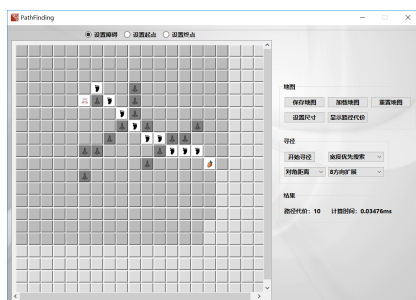 PathFinding
设置障碍 设置起点 设置终点
地图
保存地图 加载地图 重置地图
设置尺寸 显示路径代价
寻径
开始寻径 宽度优先搜索
对角距离 8方向扩展
结果
路径代价: 10 计算时间: 0.03476ms